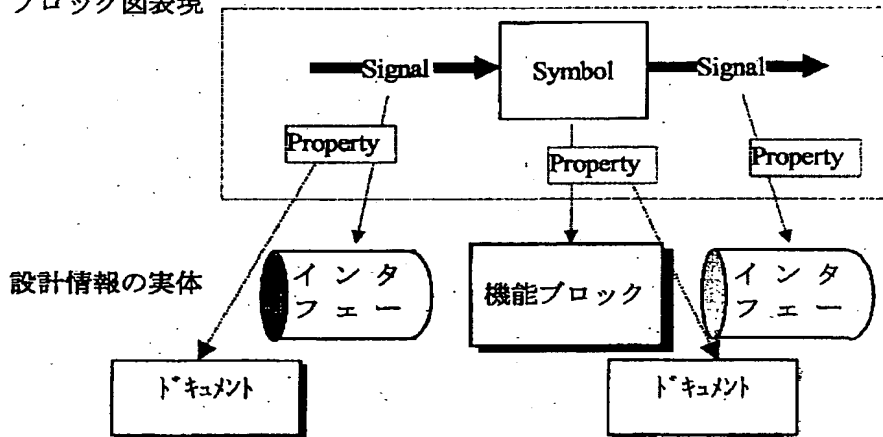 ブロック図表現
Signal
Symbol
Signal
Property
Property
Property
設計情報の実体
インタ
フェー
機能ブロック
インタ
フェー
ドキュメント
ドキュメント